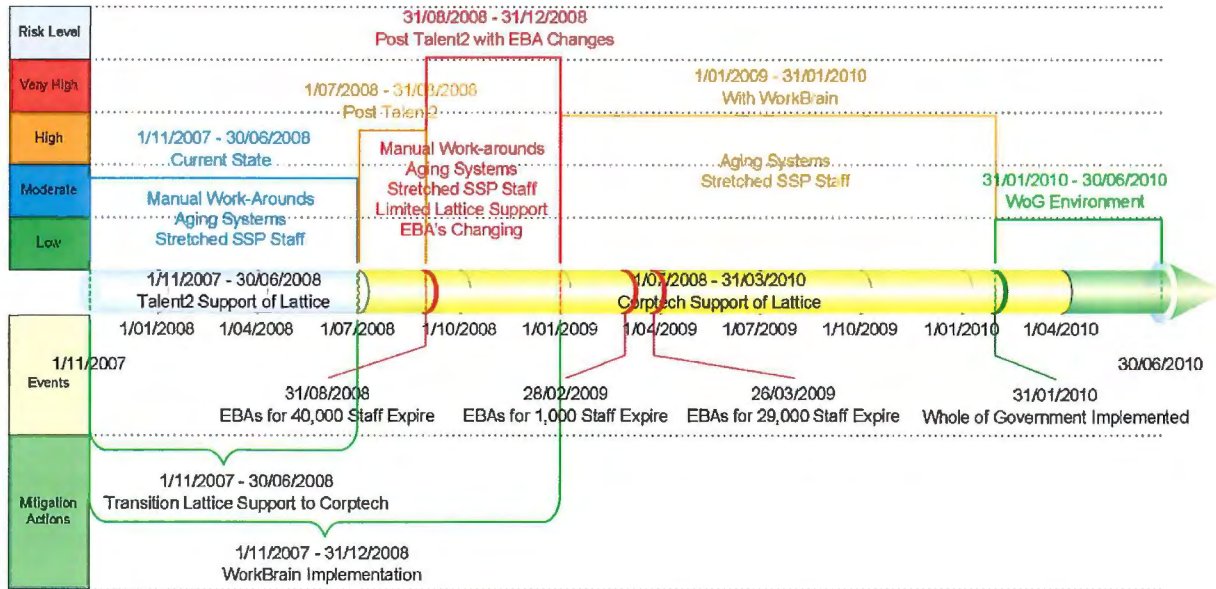 Risk Level
Very High
High
Moderate
Low
31/08/2008 - 31/12/2008
Post Talent2 with EBA Changes
1/07/2008 - 31/08/2008
Post Talent2
1/01/2009 - 31/01/2010
With WorkBrain
1/11/2007 - 30/06/2008
Current State
Manual Work-Arounds
Aging Systems
Stretched SSP Staff
Manual Work-arounds
Aging Systems
Stretched SSP Staff
Limited Lattice Support
EBA's Changing
Aging Systems
Stretched SSP Staff
31/01/2010 - 30/06/2010
WoG Environment
1/11/2007 - 30/06/2008
Talent2 Support of Lattice
1/07/2008 - 31/03/2010
Corptech Support of Lattice
1/01/2008
1/04/2008
1/07/2008
1/10/2008
1/01/2009
1/04/2009
1/07/2009
1/10/2009
1/01/2010
1/04/2010
1/11/2007
30/06/2010
Events
31/08/2008
EBAs for 40,000 Staff Expire
28/02/2009
EBAs for 1,000 Staff Expire
26/03/2009
EBAs for 29,000 Staff Expire
31/01/2010
Whole of Government Implemented
Mitigation
Actions
1/11/2007 - 30/06/2008
Transition Lattice Support to Corptech
1/11/2007 - 31/12/2008
WorkBrain Implementation